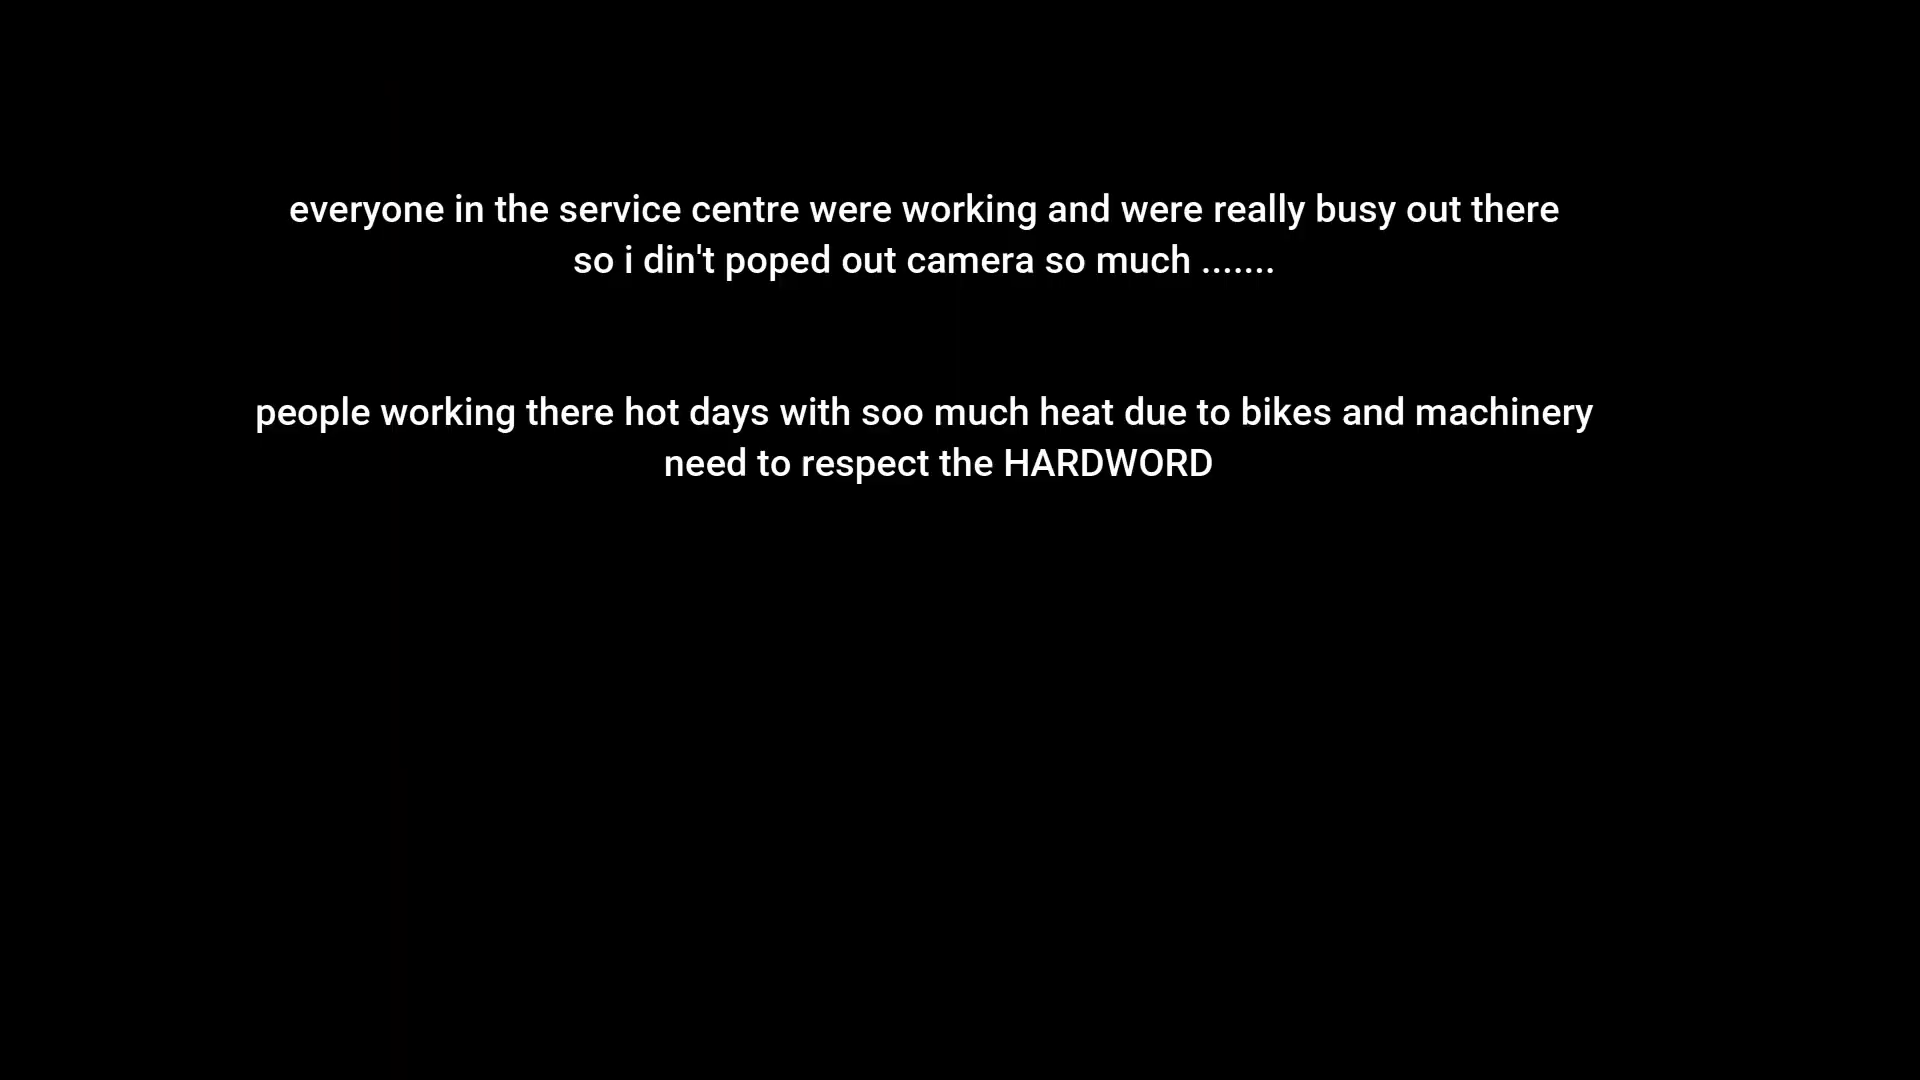 everyone in the service centre were working and were really busy out there
so i din't poped out camera so much .......
people working there hot days with soo much heat due to bikes and machinery
need to respect the HARDWORD